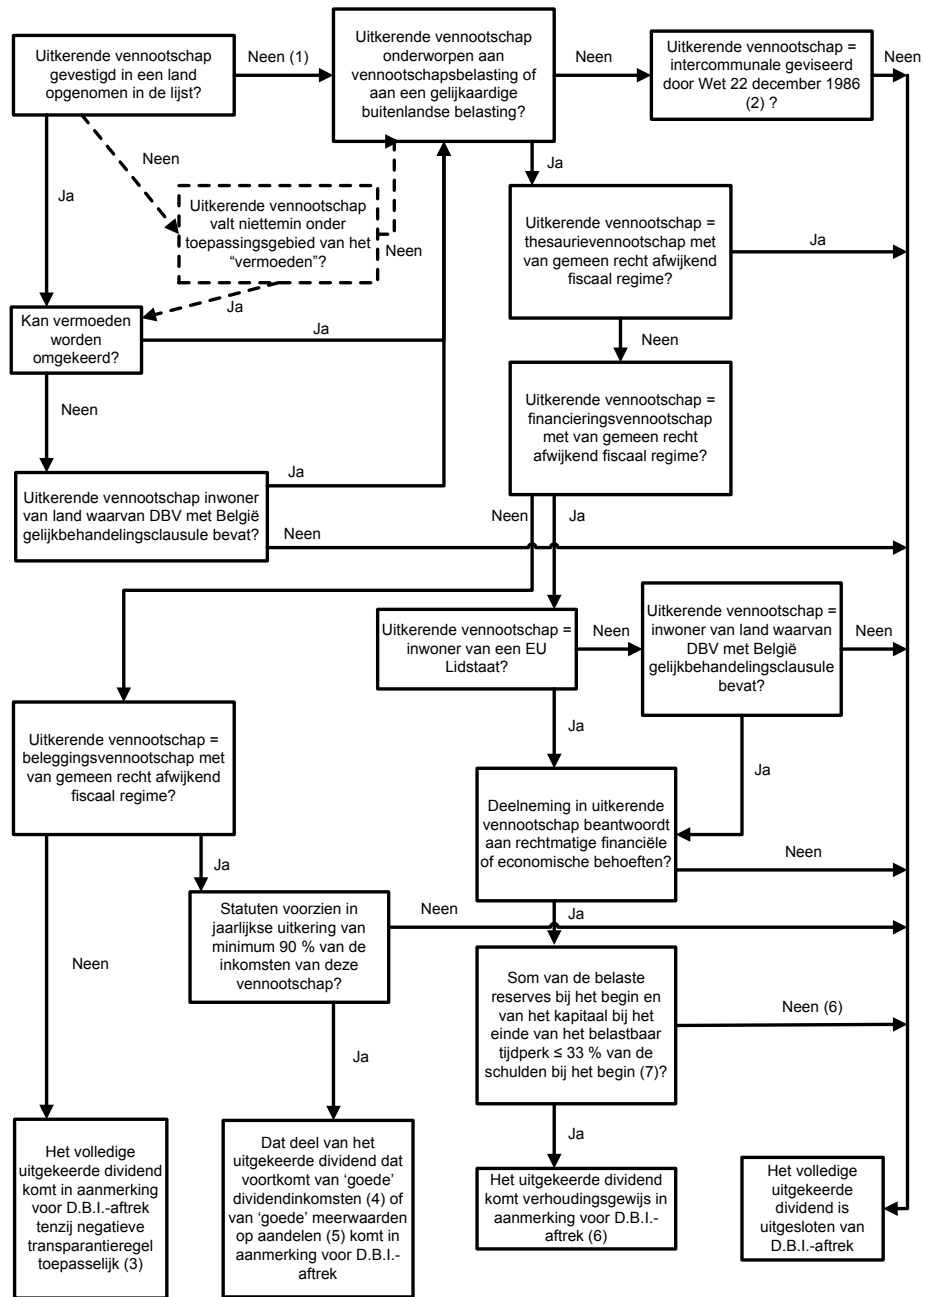 Uitkerende vennootschap
gevestigd in een land
opgenomen in de lijst?
Neen (1)
Uitkerende vennootschap
onderworpen aan
vennootschapsbelasting of
aan een gelijkaardige
buitenlandse belasting?
Neen
Uitkerende vennootschap =
intercommunale geviseerd
door Wet 22 december 1986
(2) ?
Neen
Ja
Neen
Uitkerende vennootschap
valt niettemin onder
toepassingsgebied van het
“vermoeden”?
Neen
Ja
Ja
Uitkerende vennootschap =
thesaurievennootschap met
van gemeen recht afwijkend
fiscaal regime?
Ja
Kan vermoeden
worden
omgekeerd?
Ja
Neen
Neen
Uitkerende vennootschap =
financieringsvennootschap
met van gemeen recht
afwijkend fiscaal regime?
Uitkerende vennootschap inwoner
van land waarvan DBV met België
gelijkbehandelingsclausule bevat?
Ja
Neen
Neen
Ja
Uitkerende vennootschap =
inwoner van een EU
Lidstaat?
Neen
Uitkerende vennootschap =
inwoner van land waarvan
DBV met België
gelijkbehandelingsclausule
bevat?
Neen
Ja
Ja
Uitkerende vennootschap =
beleggingsvennootschap met
van gemeen recht afwijkend
fiscaal regime?
Deelneming in uitkerende
vennootschap beantwoordt
aan rechtmatige financiële
of economische behoeften?
Neen
Ja
Ja
Neen
Statuten voorzien in
jaarlijkse uitkering van
minimum 90 % van de
inkomsten van deze
vennootschap?
Neen
Ja
Som van de belaste
reserves bij het begin en
van het kapitaal bij het
einde van het belastbaar
tijdperk ≤ 33 % van de
schulden bij het begin (7)?
Neen (6)
Ja
Het volledige
uitgekeerde dividend
komt in aanmerking
voor D.B.I.-aftrek
tenzij negatieve
transparantieregel
toepasselijk (3)
Dat deel van het
uitgekeerde dividend dat
voortkomt van ‘goede’
dividendinkomsten (4) of
van ‘goede’ meerwaarden
op aandelen (5) komt in
aanmerking voor D.B.I.-
aftrek
Het uitgekeerde dividend
komt verhoudingsgewijs in
aanmerking voor D.B.I.-
aftrek (6)
Het volledige
uitgekeerde
dividend is
uitgesloten van
D.B.I.-aftrek